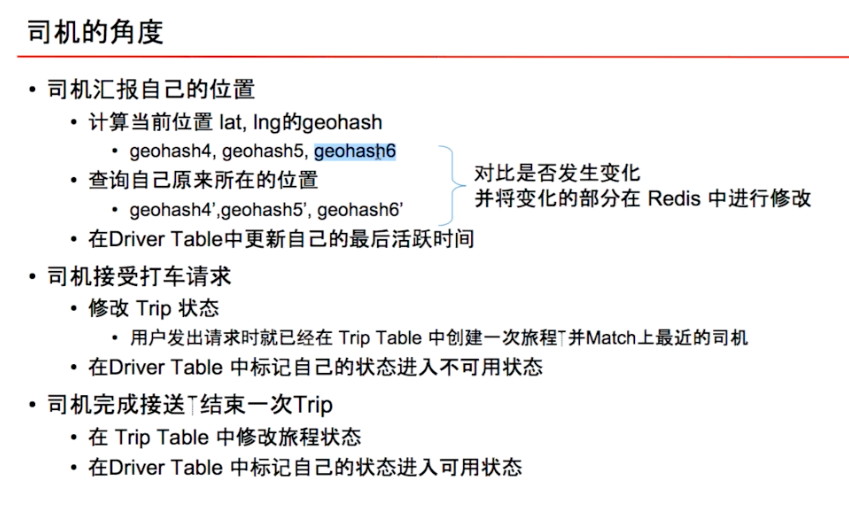 司机的角度
• 司机汇报自己的位置
• 计算当前位置 lat, lng的geohash
• geohash4, geohash5, geohash6
• 查询自己原来所在的位置
• geohash4’,geohash5’, geohash6’
• 在Driver Table中更新自己的最后活跃时间
对比是否发生变化
并将变化的部分在 Redis 中进行修改
• 司机接受打车请求
• 修改 Trip 状态
• 用户发出请求时就已经在 Trip Table 中创建一次旅程，并Match上最近的司机
• 在Driver Table 中标记自己的状态进入不可用状态
• 司机完成接送，结束一次Trip
• 在 Trip Table 中修改旅程状态
• 在Driver Table 中标记自己的状态进入可用状态